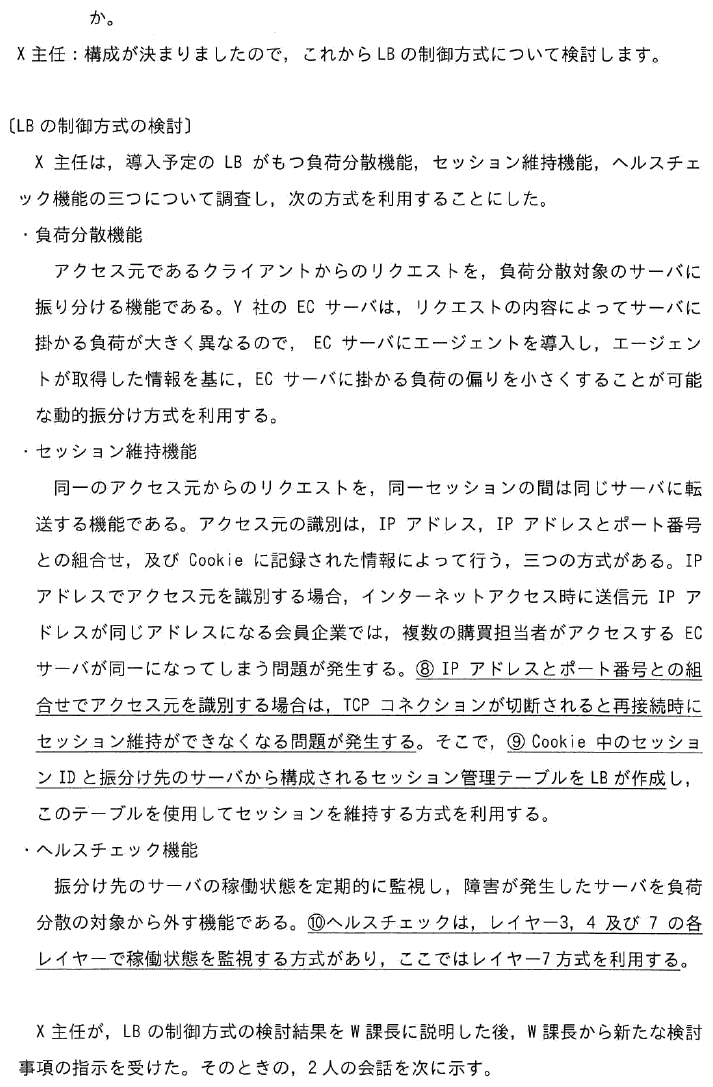 か。
X 主任：構成が決まりましたので，これから LB の制御方式について検討します。
〔LB の制御方式の検討〕
X 主任は，導入予定の LB がもつ負荷分散機能，セッション維持機能，ヘルスチェ
ック機能の三つについて調査し，次の方式を利用することにした。
・負荷分散機能
アクセス元であるクライアントからのリクエストを，負荷分散対象のサーバに
振り分ける機能である。Y 社の EC サーバは，リクエストの内容によってサーバに
掛かる負荷が大きく異なるので， EC サーバにエージェントを導入し，エージェン
トが取得した情報を基に，EC サーバに掛かる負荷の偏りを小さくすることが可能
な動的振分け方式を利用する。
・セッション維持機能
同一のアクセス元からのリクエストを，同一セッションの間は同じサーバに転
送する機能である。アクセス元の識別は，IP アドレス，IP アドレスとポート番号
との組合せ，及び Cookie に記録された情報によって行う，三つの方式がある。IP
アドレスでアクセス元を識別する場合，インターネットアクセス時に送信元 IP ア
ドレスが同じアドレスになる会員企業では，複数の購買担当者がアクセスする EC
サーバが同一になってしまう問題が発生する。⑧ IP アドレスとポート番号との組
合せでアクセス元を識別する場合は，TCP コネクションが切断されると再接続時に
セッション維持ができなくなる問題が発生する。そこで，⑨ Cookie 中のセッショ
ン ID と振分け先のサーバから構成されるセッション管理テーブルを LB が作成し，
このテーブルを使用してセッションを維持する方式を利用する。
・ヘルスチェック機能
振分け先のサーバの稼働状態を定期的に監視し，障害が発生したサーバを負荷
分散の対象から外す機能である。⑩ヘルスチェックは，レイヤー3，4 及び 7 の各
レイヤーで稼働状態を監視する方式があり，ここではレイヤー7 方式を利用する。
X 主任が，LB の制御方式の検討結果を W 課長に説明した後，W 課長から新たな検討
事項の指示を受けた。そのときの，2 人の会話を次に示す。